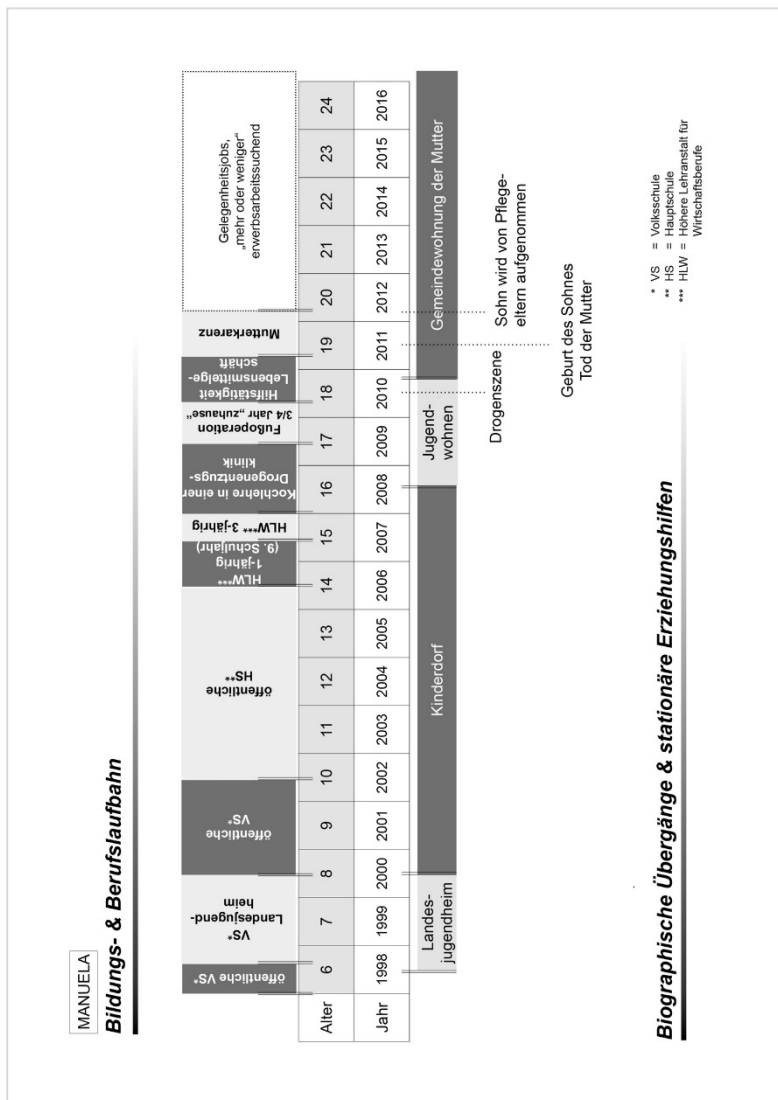 MANUELA
Bildungs- & Berufslaufbahn
öffentliche VS*
VS*
Landesjugend-
heim
öffentliche
VS*
öffentliche
HS**
HLW***
1-jährig
(9. Schuljahr)
HLW*** 3-jährig
Kochlehre in einer
Drogenentzugs-
klinik
Fußoperation
3/4 Jahr „zuhause“
Hilfstätigkeit
Lebensmittelge-
schäft
Mutterkarenz
Gelegenheitsjobs,
„mehr oder weniger“
erwerbsarbeitssuchend
Alter 6 7 8 9 10 11 12 13 14 15 16 17 18 19 20 21 22 23 24
Jahr 1998 1999 2000 2001 2002 2003 2004 2005 2006 2007 2008 2009 2010 2011 2012 2013 2014 2015 2016
Landes-
jugendheim
Kinderdorf
Jugend-
wohnen
Gemeindewohnung der Mutter
Drogenszene
Sohn wird von Pflege-
eltern aufgenommen
Geburt des Sohnes
Tod der Mutter
Biographische Übergänge & stationäre Erziehungshilfen
* VS = Volksschule
** HS = Hauptschule
*** HLW = Höhere Lehranstalt für
Wirtschaftsberufe